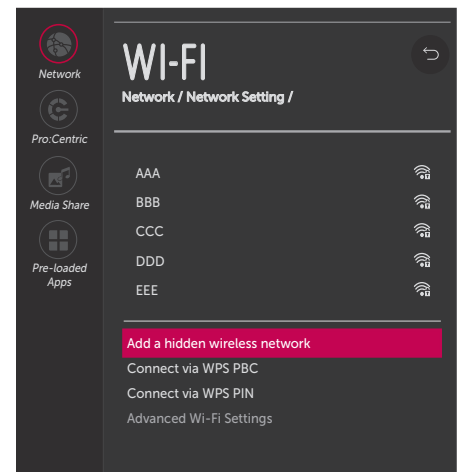 Network
Pro:Centric
Media Share
Pre-loaded
Apps
WI-FI
Network / Network Setting /
AAA
BBB
CCC
DDD
EEE
Add a hidden wireless network
Connect via WPS PBC
Connect via WPS PIN
Advanced Wi-Fi Settings